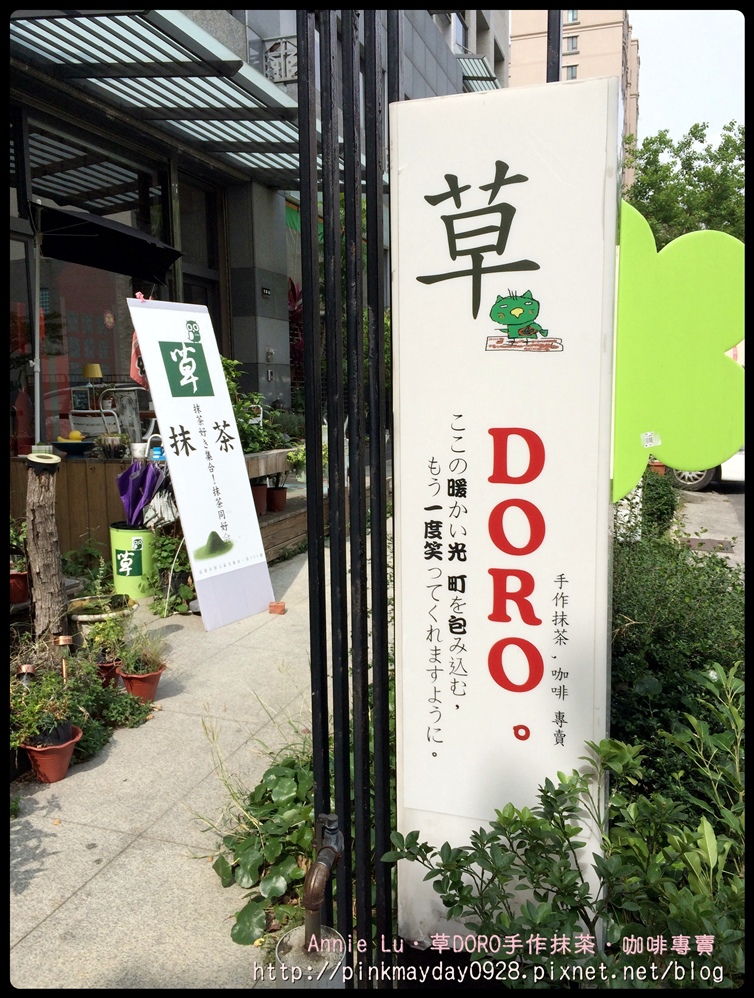 草
DORO。
手作抹茹,咖啡 專賣
ここの暖かい光 町を包み込む,
もう一度笑ってくれますように。
草
抹茶
抹茶好き集合!抹茶同好会
草
Annie Lu・草DORO手作抹茶・咖啡專賣
http://pinkmayday0928.pixnet.net/blog